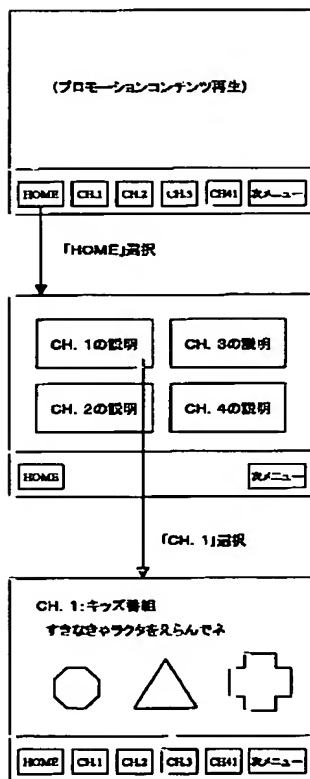 (プロモーションコンテンツ再生)
HOME CH.1 CH.2 CH.3 CH41 次メニュー
「HOME」選択
CH. 1の説明 CH. 3の説明
CH. 2の説明 CH. 4の説明
HOME 次メニュー
「CH. 1」選択
CH. 1:キッズ番組
すきなきゃラクタをえらんでネ
HOME CH.1 CH.2 CH.3 CH41 次メニュー